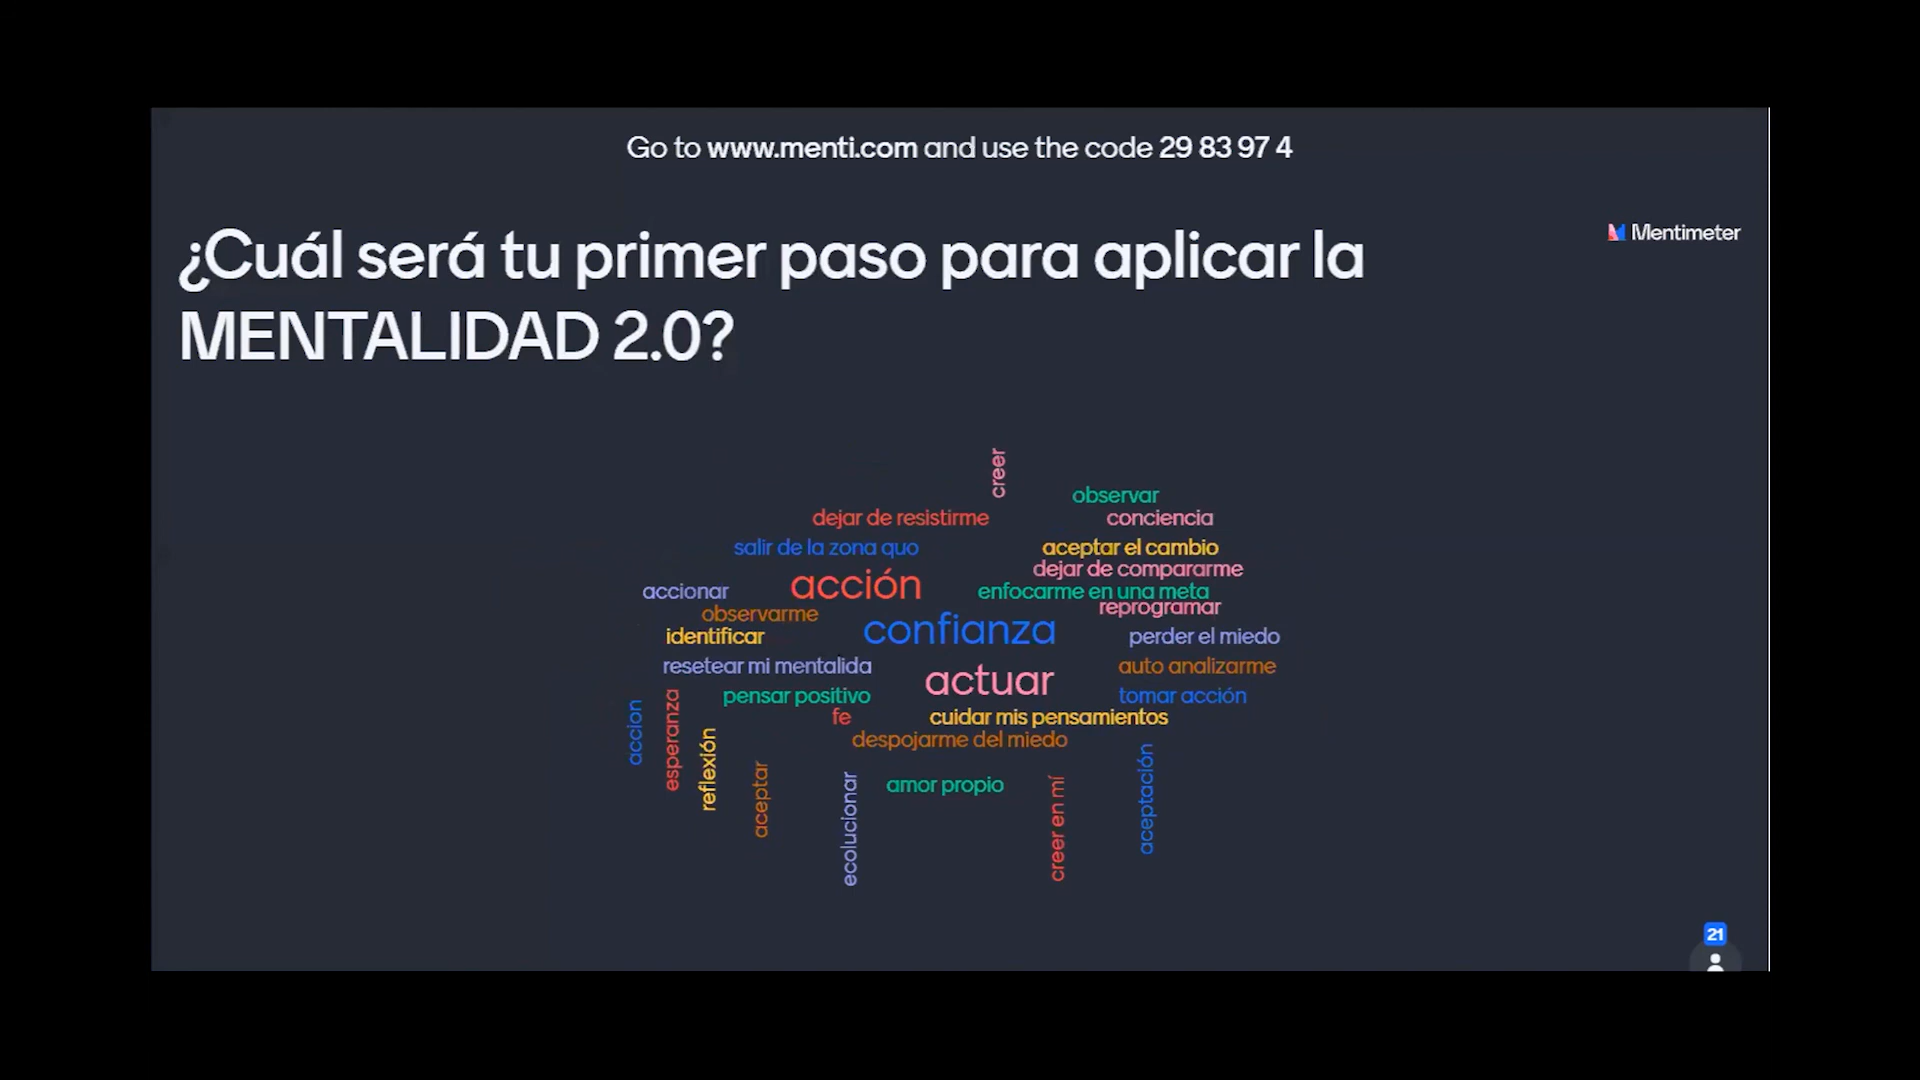 Go to www.menti.com and use the code 29 83 97 4
Mentimeter
¿Cuál será tu primer paso para aplicar la
MENTALIDAD 2.0?
creer
observar
dejar de resistirme
conciencia
salir de la zona quo
aceptar el cambio
dejar de compararme
acción
accionar
enfocarme en una meta
reprogramar
observarme
confianza
identificar
perder el miedo
resetear mi mentalida
auto analizarme
actuar
pensar positivo
tomar acción
fe
cuidar mis pensamientos
accion
esperanza
despojarme del miedo
reflexión
aceptar
ecolucionar
amor propio
creer en mí
aceptación
21